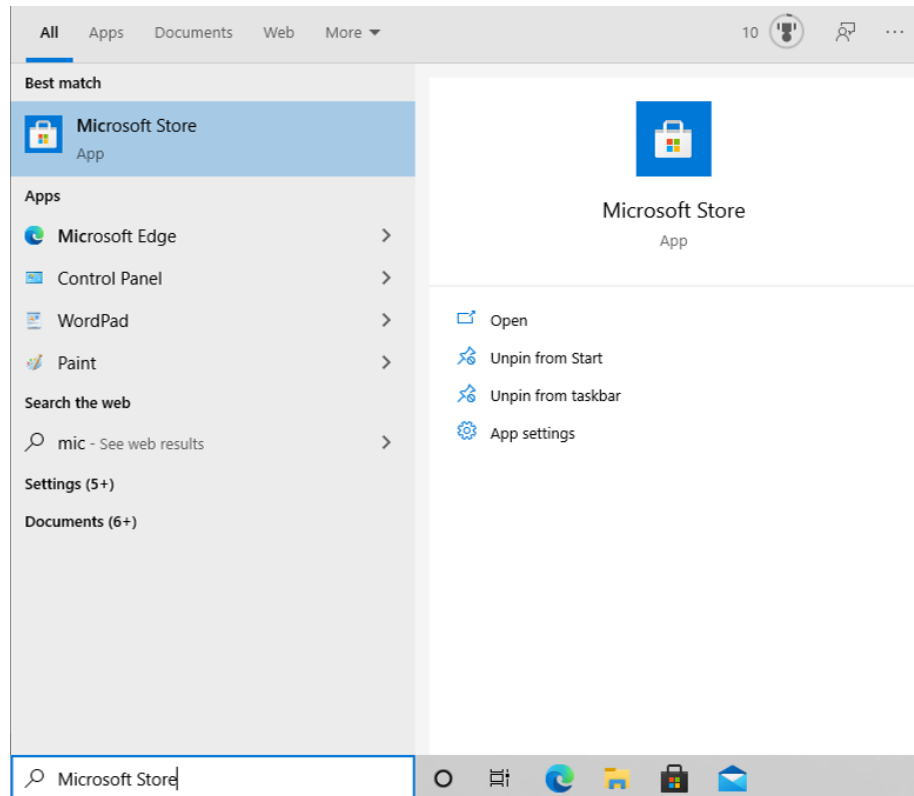 All Apps Documents Web More 10
Best match
Microsoft Store
App
Apps
Microsoft Edge
Control Panel
WordPad
Paint
Search the web
mic - See web results
Settings (5+)
Documents (6+)
Microsoft Store
App
Open
Unpin from Start
Unpin from taskbar
App settings
Microsoft Store